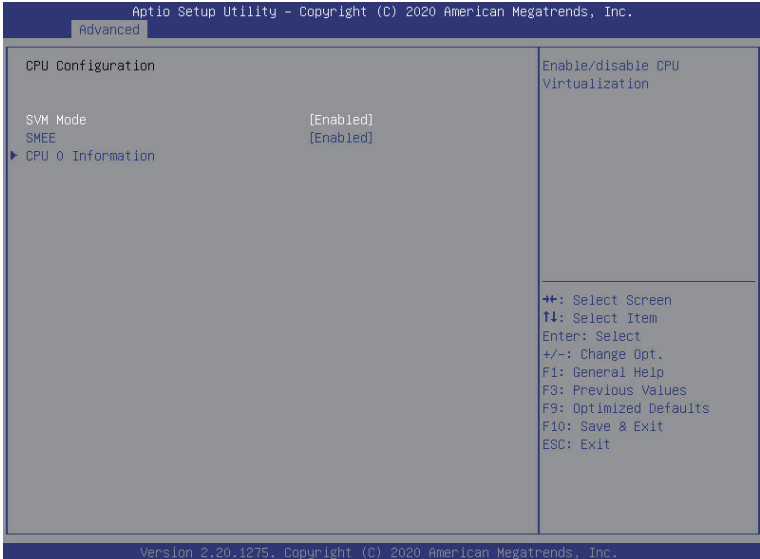 Aptio Setup Utility – Copyright (C) 2020 American Megatrends, Inc.
Advanced
CPU Configuration
SVM Mode [Enabled]
SMEE [Enabled]
CPU 0 Information
Enable/disable CPU
Virtualization
→←: Select Screen
↑↓: Select Item
Enter: Select
+/-: Change Opt.
F1: General Help
F3: Previous Values
F9: Optimized Defaults
F10: Save & Exit
ESC: Exit
Version 2.20.1275. Copyright (C) 2020 American Megatrends, Inc.